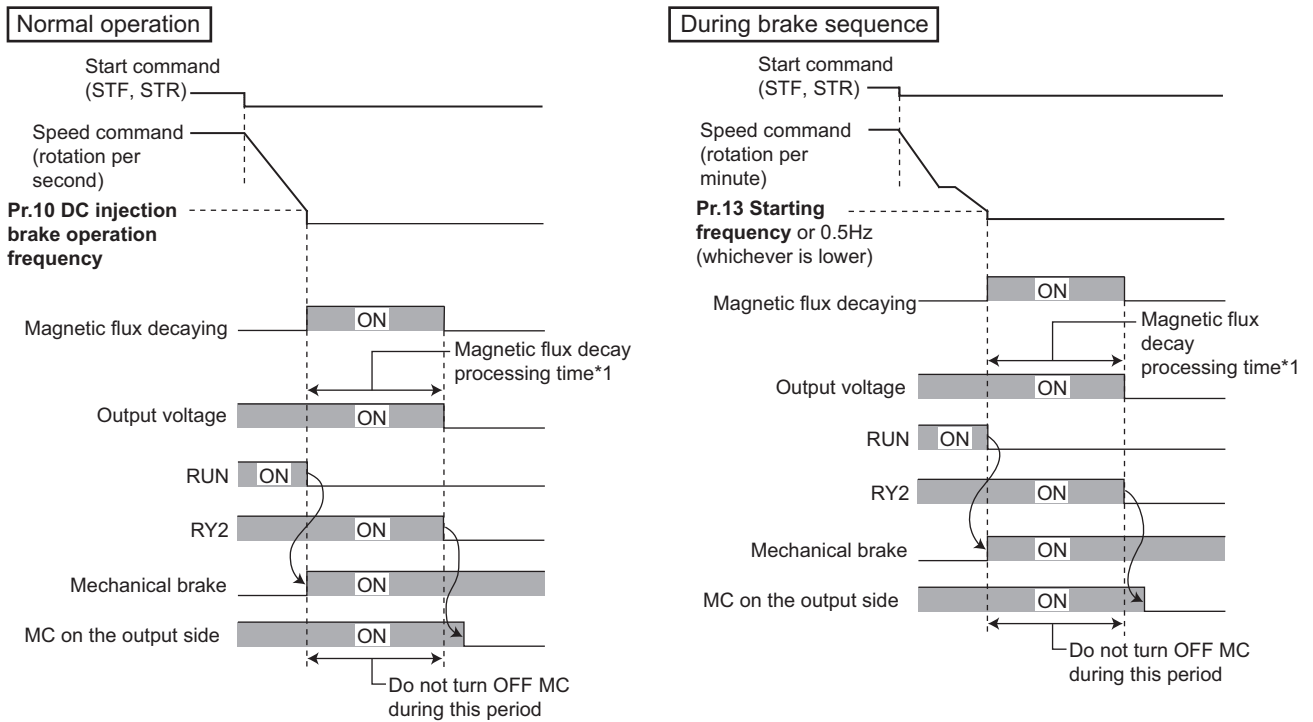 Normal operation
Start command
(STF, STR)
Speed command
(rotation per
second)
Pr.10 DC injection
brake operation
frequency
Magnetic flux decaying
ON
Magnetic flux decay
processing time*1
Output voltage
ON
RUN
ON
RY2
ON
Mechanical brake
ON
MC on the output side
ON
Do not turn OFF MC
during this period
During brake sequence
Start command
(STF, STR)
Speed command
(rotation per
minute)
Pr.13 Starting
frequency or 0.5Hz
(whichever is lower)
Magnetic flux decaying
ON
Magnetic flux
decay
processing time*1
Output voltage
ON
RUN
ON
RY2
ON
Mechanical brake
ON
MC on the output side
ON
Do not turn OFF MC
during this period